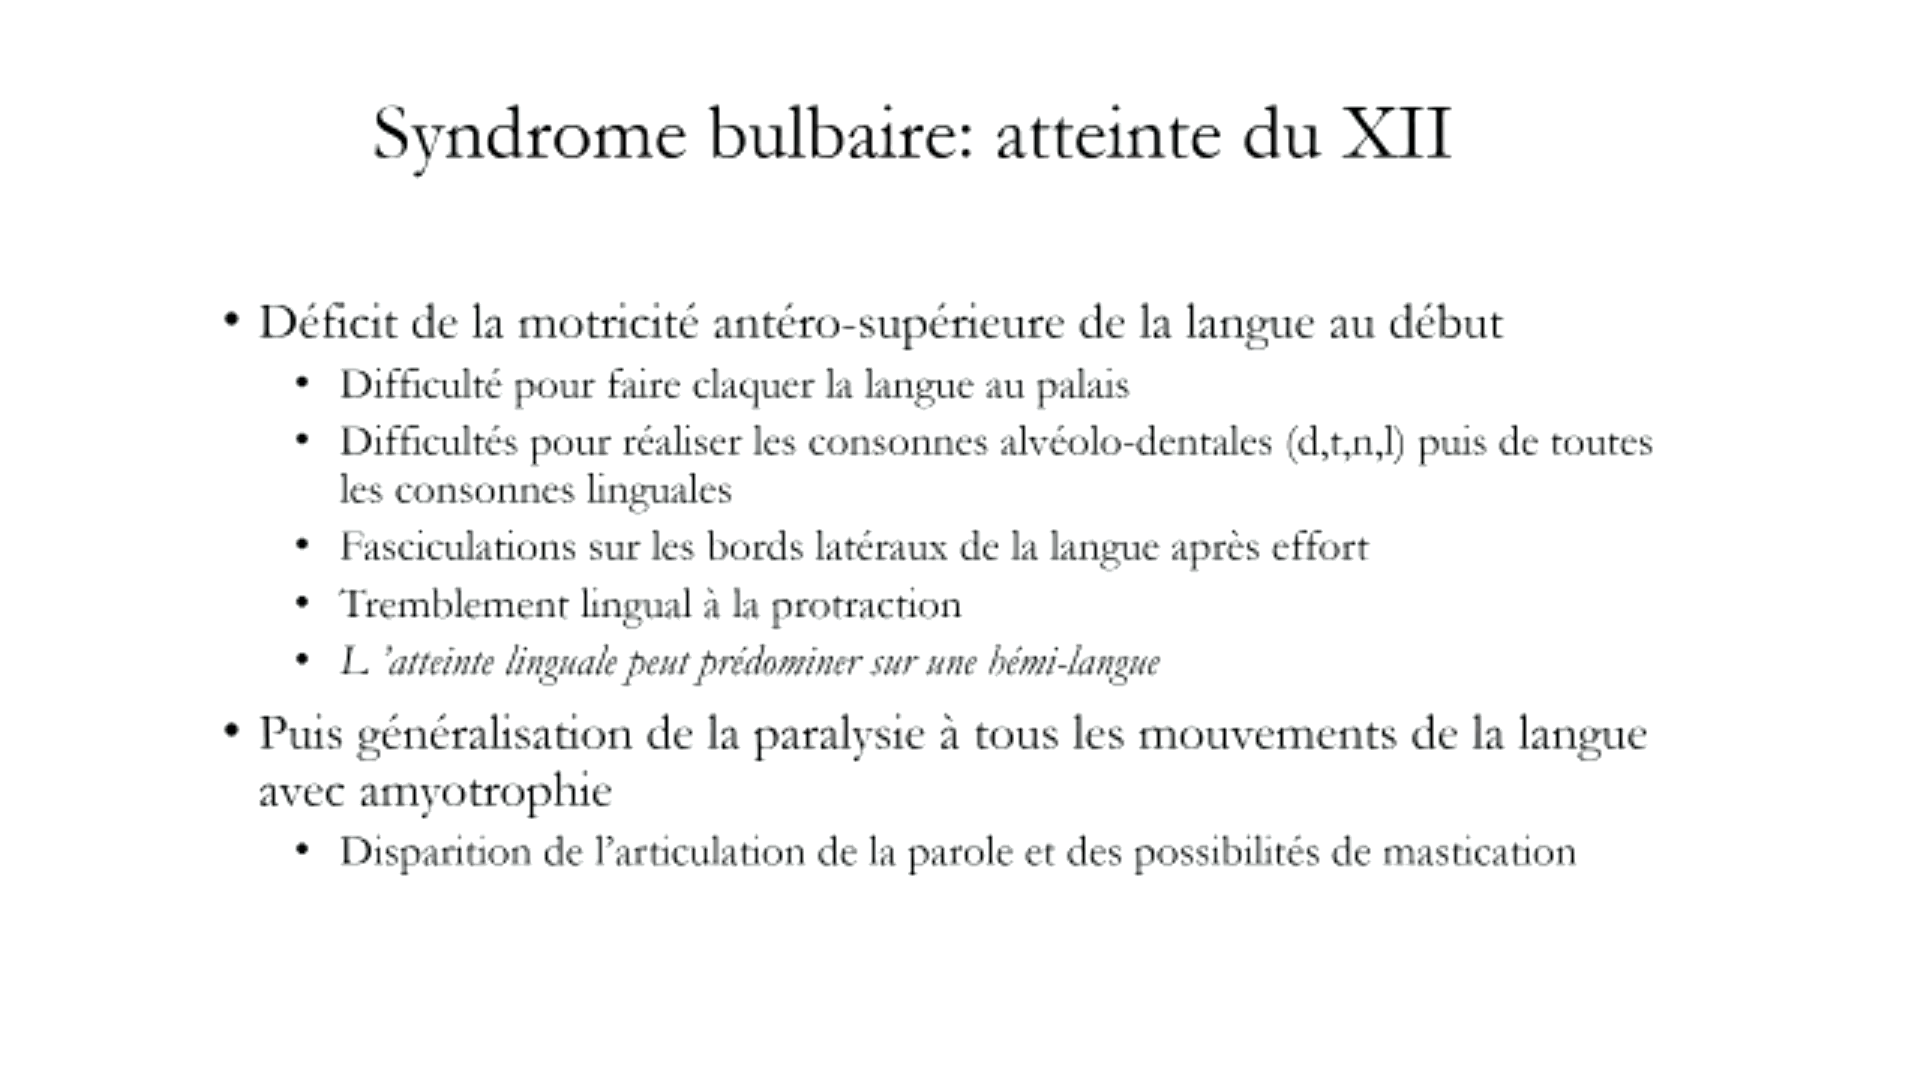 Syndrome bulbaire: atteinte du XII
• Déficit de la motricité antéro-supérieure de la langue au début
• Difficulté pour faire claquer la langue au palais
• Difficultés pour réaliser les consonnes alvéolo-dentales (d,t,n,l) puis de toutes
les consonnes linguales
• Fasciculations sur les bords latéraux de la langue après effort
• Tremblement lingual à la protraction
• L ’atteinte linguale peut prédominer sur une hémi-langue
• Puis généralisation de la paralysie à tous les mouvements de la langue
avec amyotrophie
• Disparition de l’articulation de la parole et des possibilités de mastication